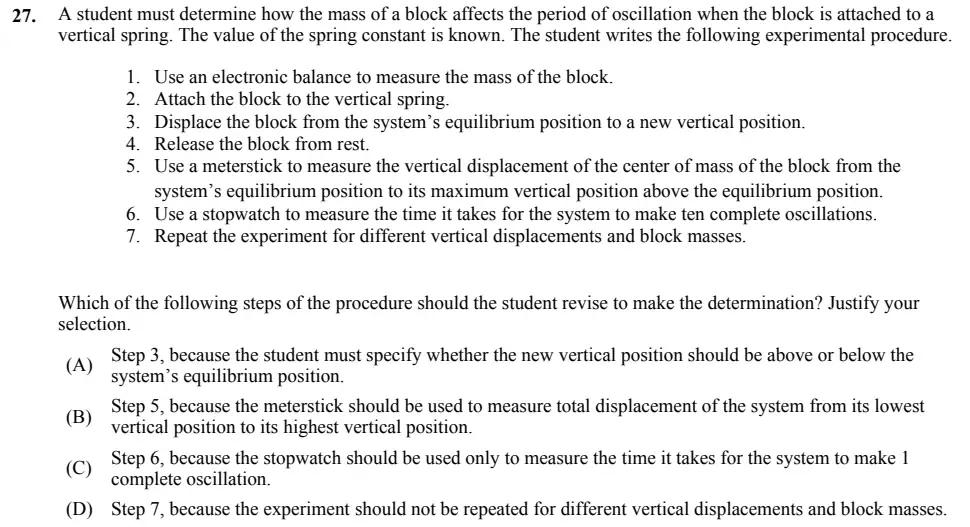 27. A student must determine how the mass of a block affects the period of oscillation when the block is attached to a
vertical spring. The value of the spring constant is known. The student writes the following experimental procedure.
1. Use an electronic balance to measure the mass of the block.
2. Attach the block to the vertical spring.
3. Displace the block from the system’s equilibrium position to a new vertical position.
4. Release the block from rest.
5. Use a meterstick to measure the vertical displacement of the center of mass of the block from the
system’s equilibrium position to its maximum vertical position above the equilibrium position.
6. Use a stopwatch to measure the time it takes for the system to make ten complete oscillations.
7. Repeat the experiment for different vertical displacements and block masses.
Which of the following steps of the procedure should the student revise to make the determination? Justify your
selection.
(A) Step 3, because the student must specify whether the new vertical position should be above or below the
system’s equilibrium position.
(B) Step 5, because the meterstick should be used to measure total displacement of the system from its lowest
vertical position to its highest vertical position.
(C) Step 6, because the stopwatch should be used only to measure the time it takes for the system to make 1
complete oscillation.
(D) Step 7, because the experiment should not be repeated for different vertical displacements and block masses.